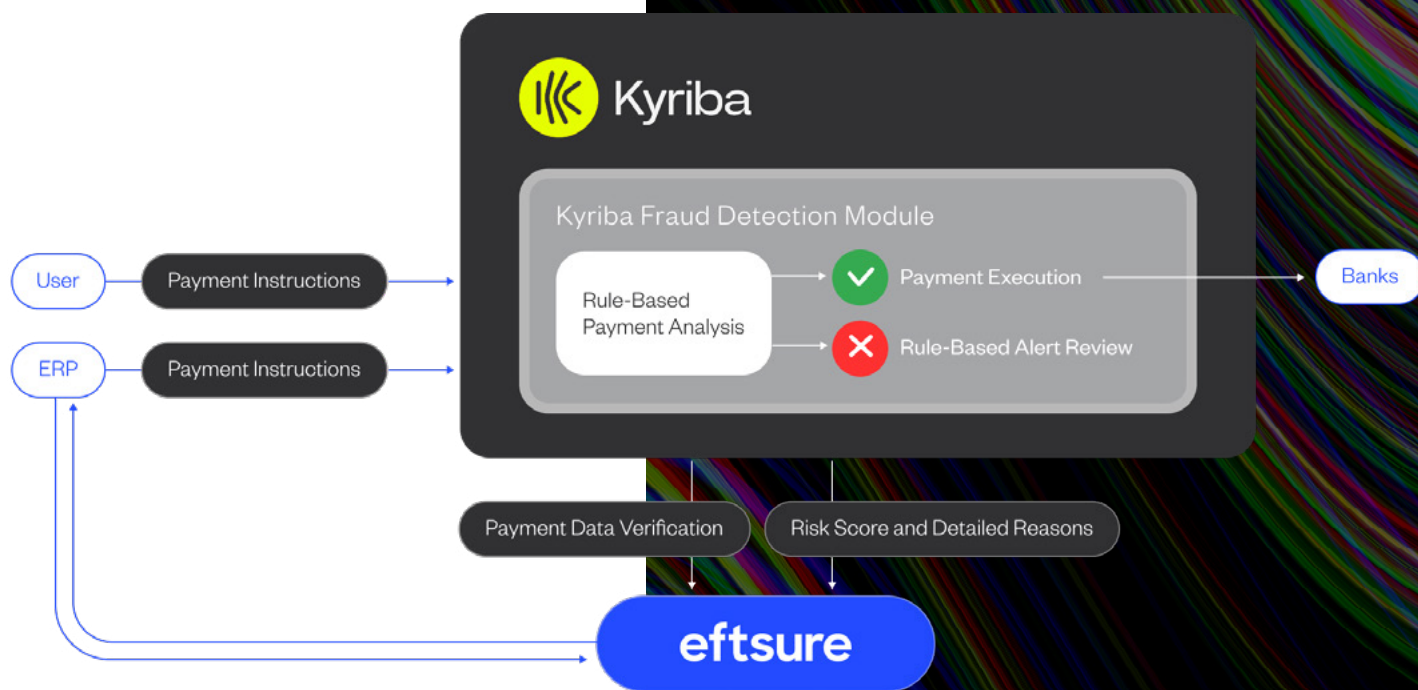 Kyriba
Kyriba Fraud Detection Module
User
Payment Instructions
Rule-Based
Payment Analysis
Payment Execution
Banks
ERP
Payment Instructions
Rule-Based Alert Review
Payment Data Verification
Risk Score and Detailed Reasons
eftsure